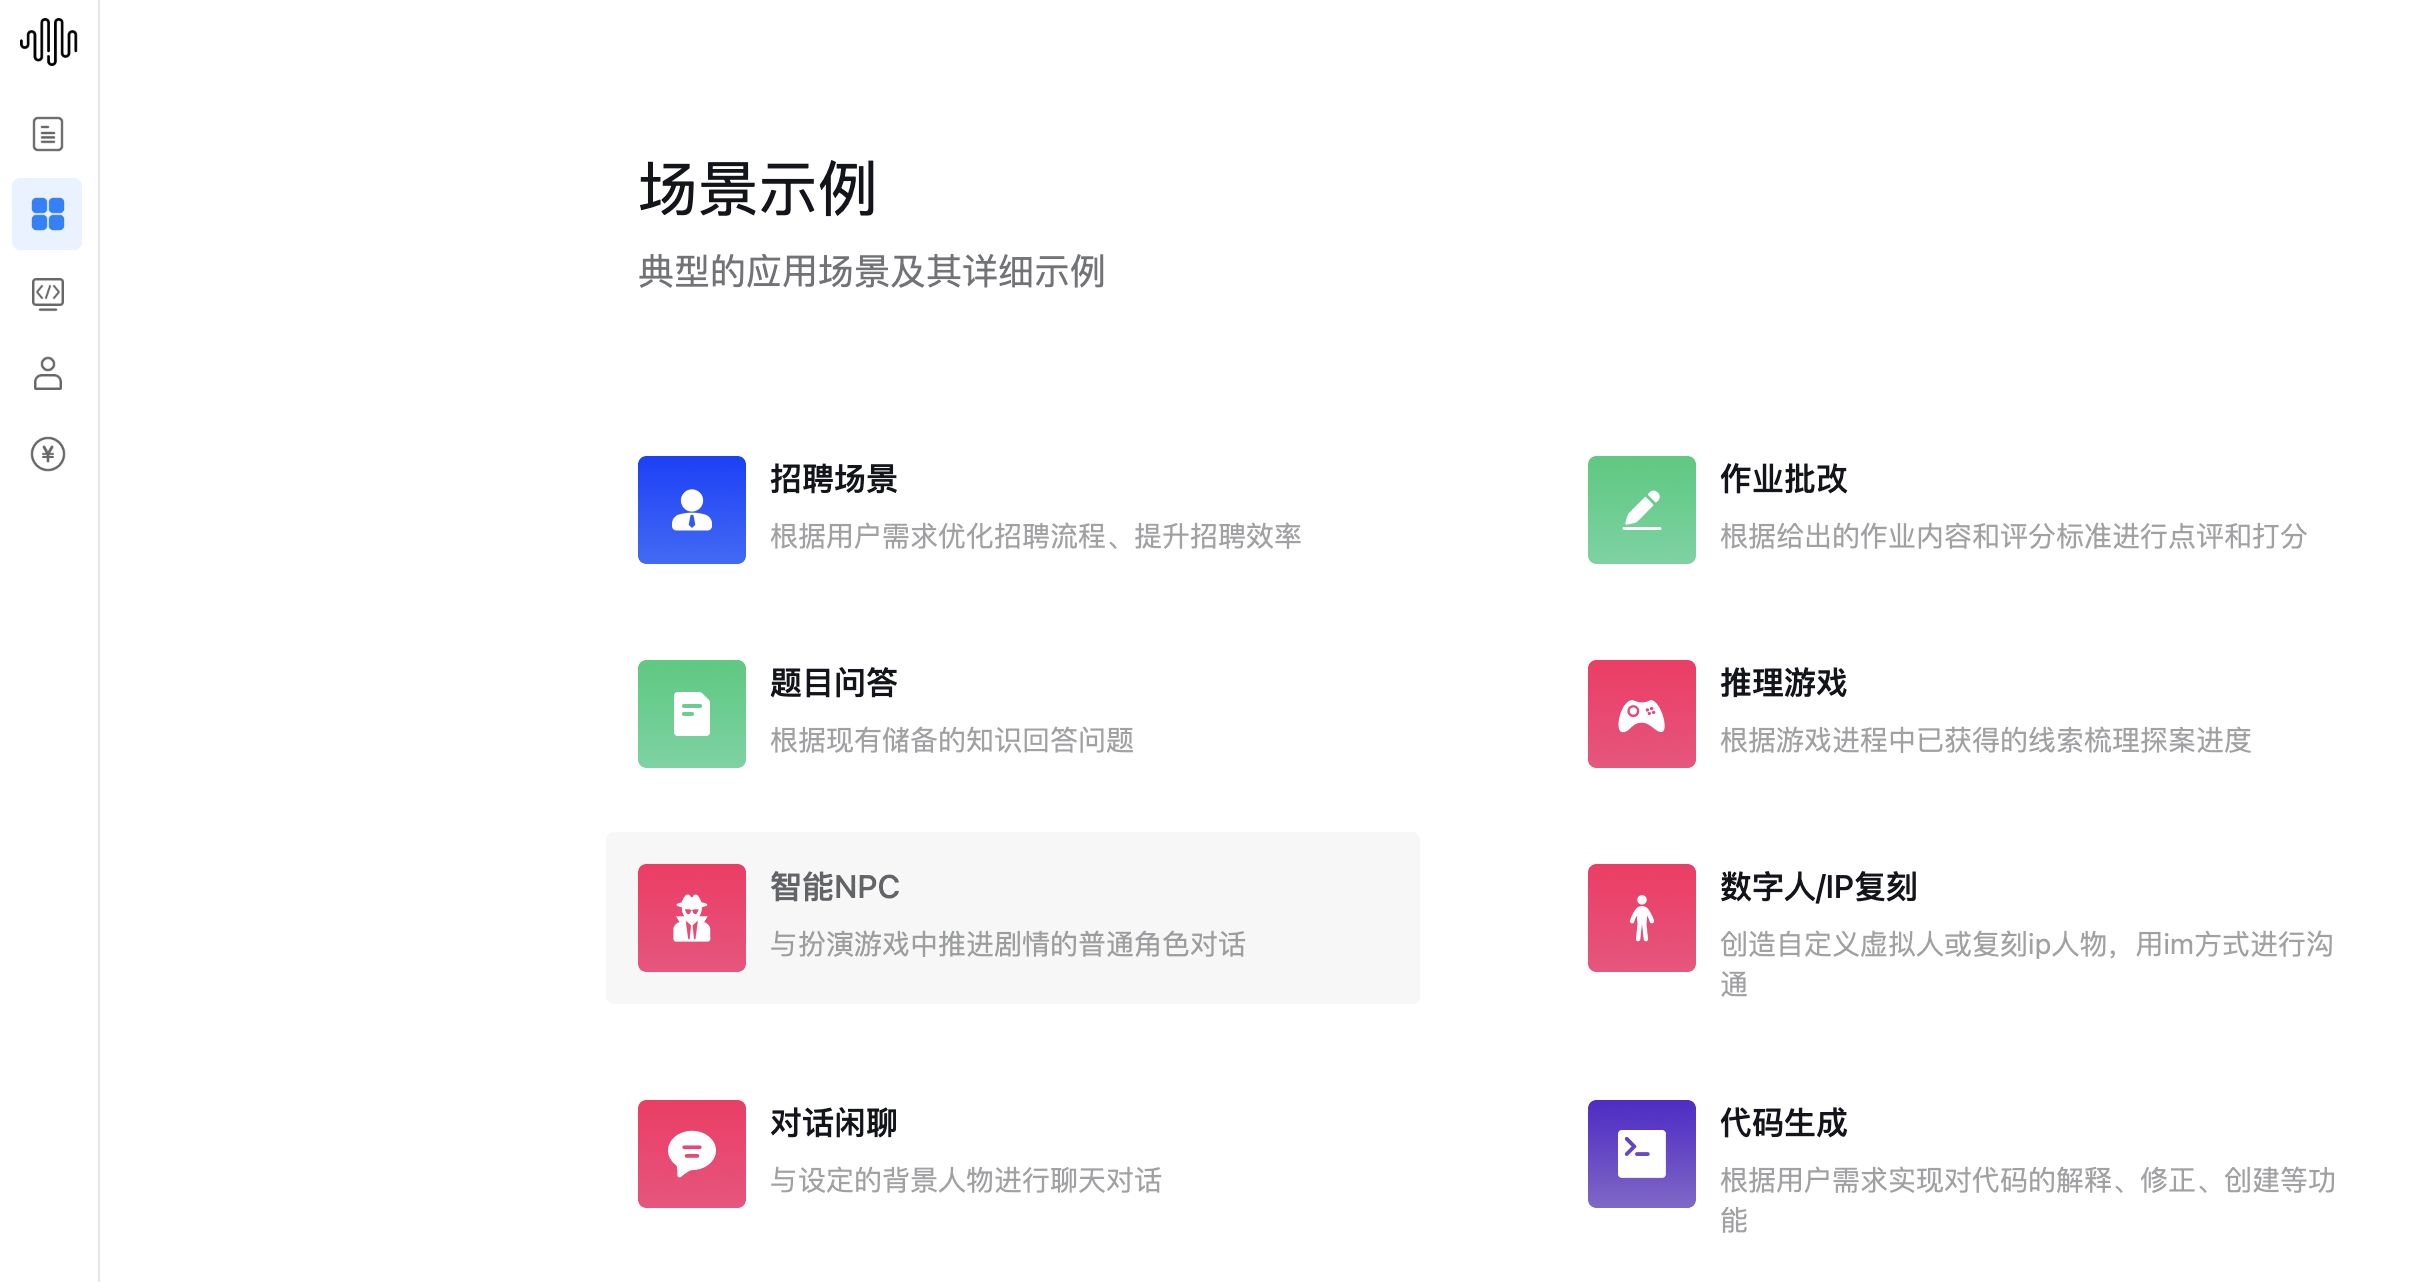 场景示例
典型的应用场景及其详细示例
招聘场景
根据用户需求优化招聘流程、提升招聘效率
作业批改
根据给出的作业内容和评分标准进行点评和打分
题目问答
根据现有储备的知识回答问题
推理游戏
根据游戏进程中已获得的线索梳理探案进度
智能NPC
与扮演游戏中推进剧情的普通角色对话
数字人/IP复刻
创造自定义虚拟人或复刻ip人物，用im方式进行沟
通
对话闲聊
与设定的背景人物进行聊天对话
代码生成
根据用户需求实现对代码的解释、修正、创建等功
能